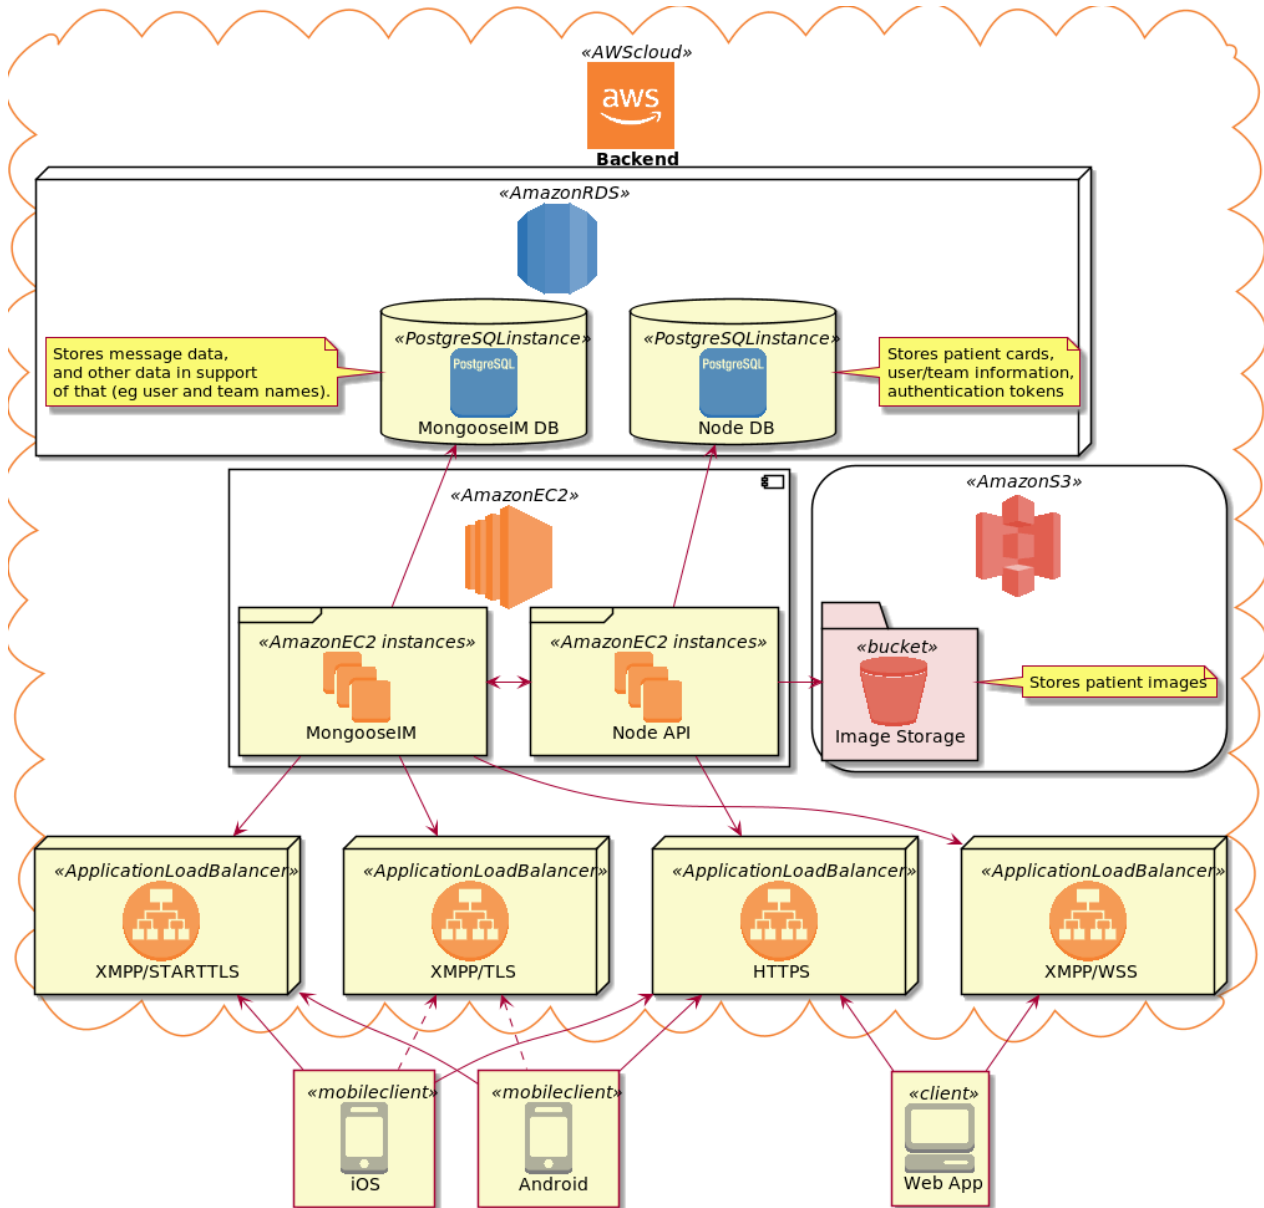 «AWScloud»
aws
Backend
«AmazonRDS»
«PostgreSQLinstance»
PostgreSQL
MongooseIM DB
«PostgreSQLinstance»
PostgreSQL
Node DB
Stores message data,
and other data in support
of that (eg user and team names).
Stores patient cards,
user/team information,
authentication tokens
«AmazonEC2»
«AmazonS3»
«AmazonEC2 instances»
MongooseIM
«AmazonEC2 instances»
Node API
«bucket»
Image Storage
Stores patient images
«ApplicationLoadBalancer»
XMPP/STARTTLS
«ApplicationLoadBalancer»
XMPP/TLS
«ApplicationLoadBalancer»
HTTPS
«ApplicationLoadBalancer»
XMPP/WSS
«mobileclient»
iOS
«mobileclient»
Android
«client»
Web App